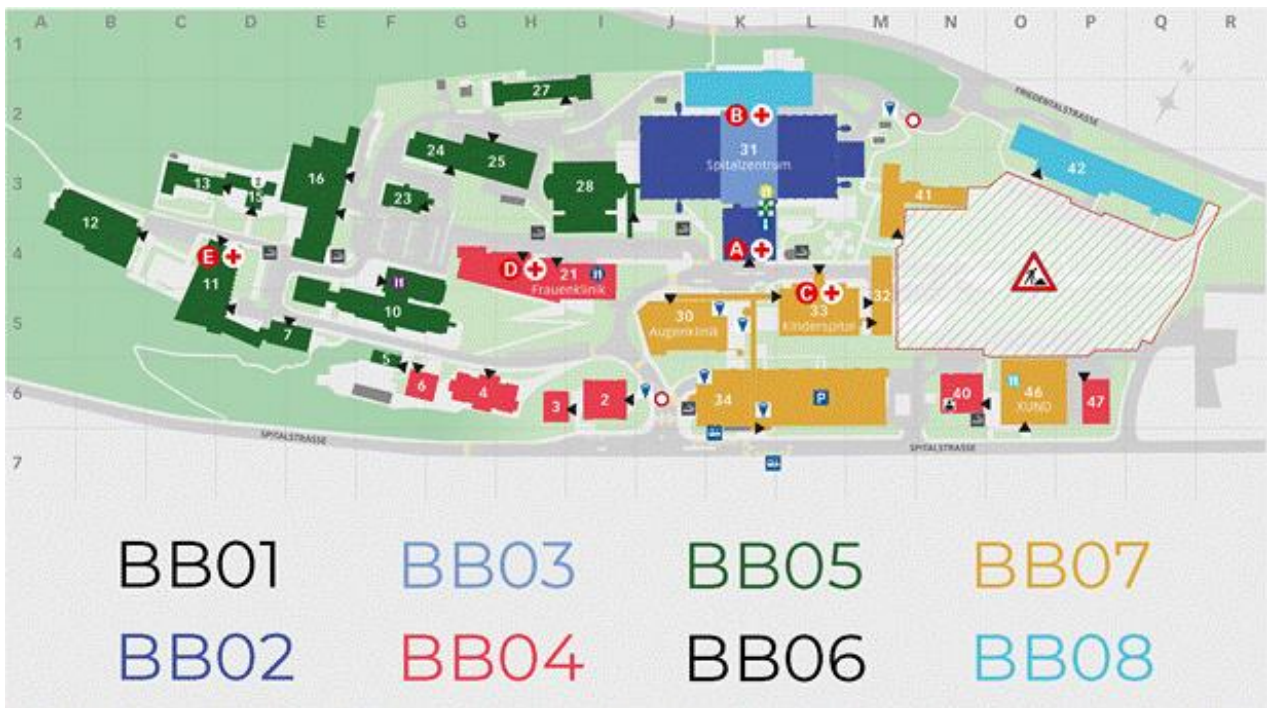 A B C D E F G H I J K L M N O P Q R
1
2
3
4
5
6
7
FRIEDENTALSTRASSE
27
B
42
24
25
31
Spitalzentrum
13
15
16
23
28
41
12
E
11
A
D
21
Frauenklinik
C
33
Kinderspital
32
10
30
Augenklinik
7
5
6
4
3
2
34
P
40
46
XUND
47
SPITALSTRASSE
SPITALSTRASSE
N
BB01 BB03 BB05 BB07
BB02 BB04 BB06 BB08